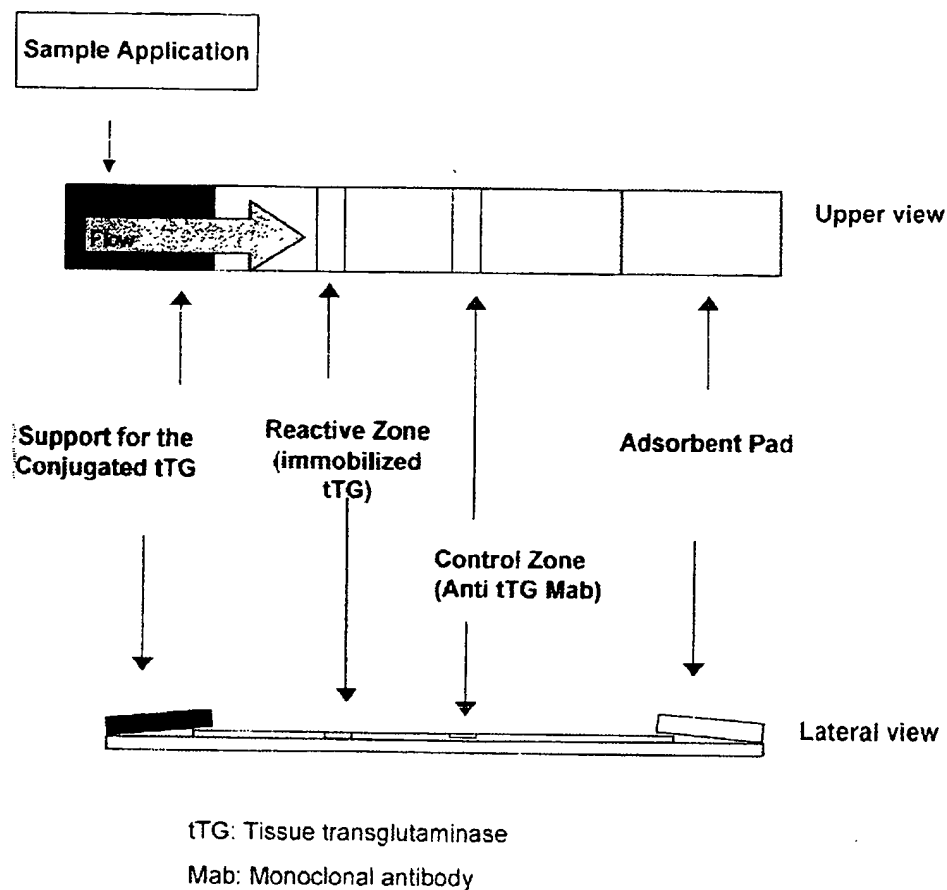 Sample Application
Upper view
Flow
Support for the
Conjugated tTG
Reactive Zone
(immobilized
tTG)
Adsorbent Pad
Control Zone
(Anti tTG Mab)
Lateral view
tTG: Tissue transglutaminase
Mab: Monoclonal antibody